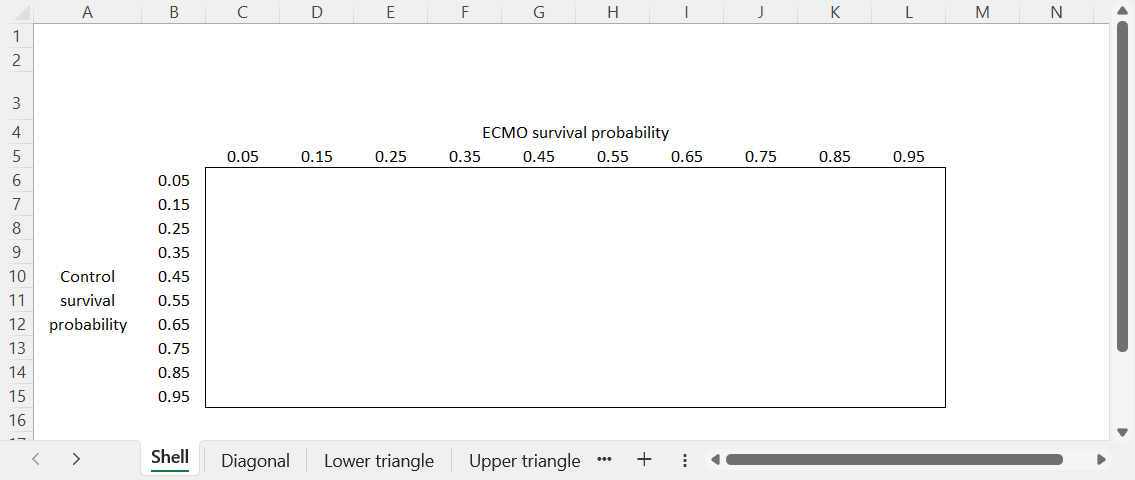 A B C D E F G H I J K L M N
1
2
3
4 ECMO survival probability
5 0.05 0.15 0.25 0.35 0.45 0.55 0.65 0.75 0.85 0.95
6 0.05
7 0.15
8 0.25
9 0.35
10 Control 0.45
11 survival 0.55
12 probability 0.65
13 0.75
14 0.85
15 0.95
16
Shell Diagonal Lower triangle Upper triangle ••• +